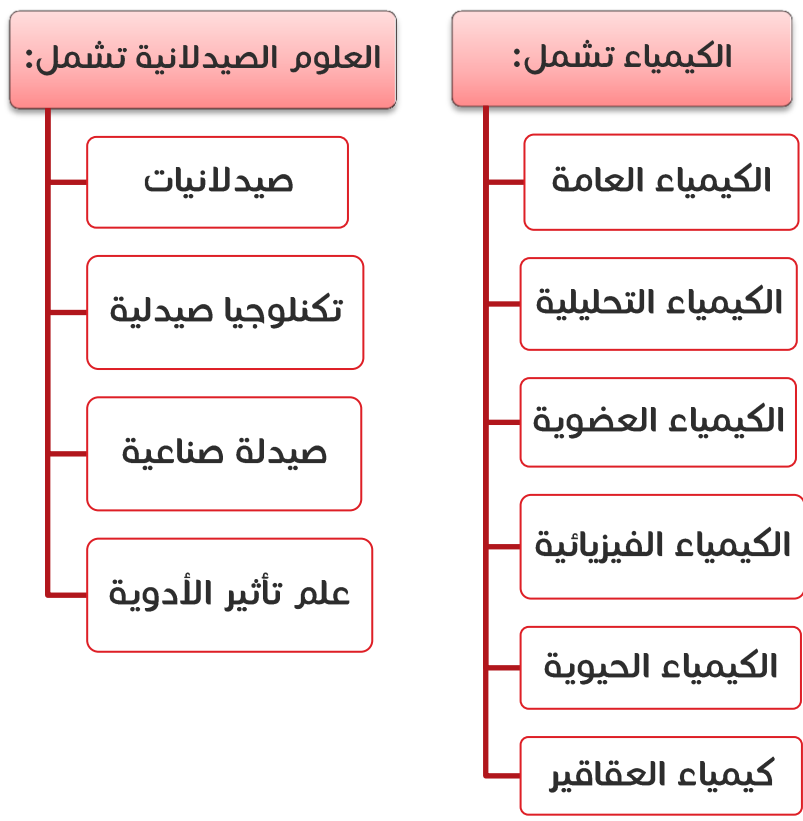 الكيمياء تشمل:
الكيمياء العامة
الكيمياء التحليلية
الكيمياء العضوية
الكيمياء الفيزيائية
الكيمياء الحيوية
كيمياء العقاقير
العلوم الصيدلانية تشمل:
صيدلانيات
تكنلوجيا صيدلية
صيدلة صناعية
علم تأثير الأدوية